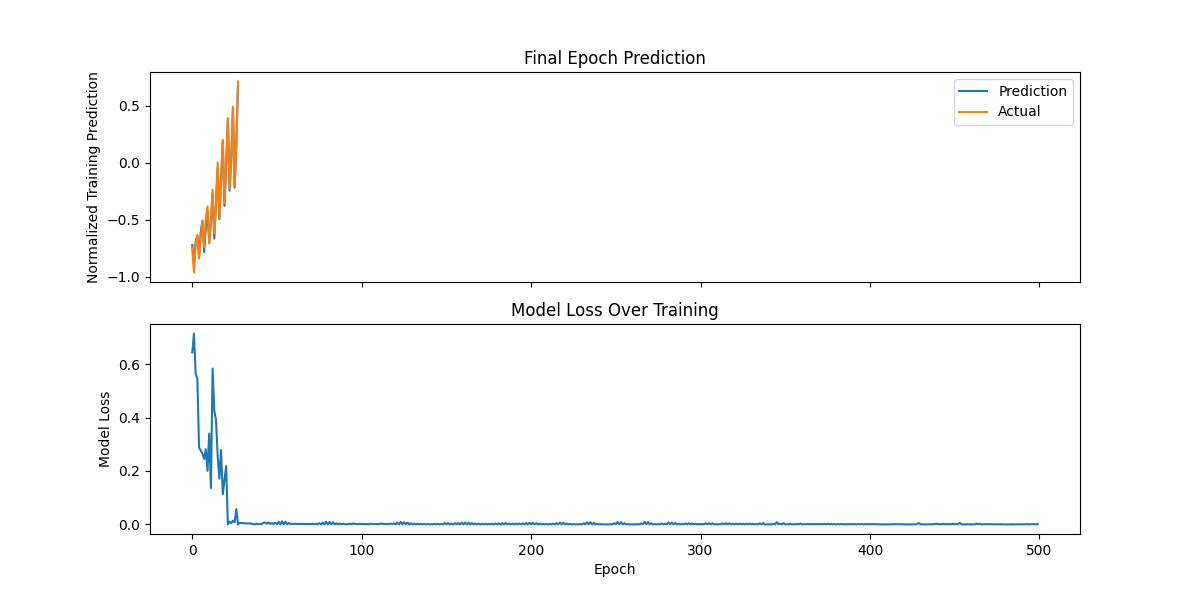 Final Epoch Prediction
Normalized Training Prediction
0.5
0.0
−0.5
−1.0
Prediction
Actual
Model Loss Over Training
Model Loss
0.6
0.4
0.2
0.0
0
100
200
300
400
500
Epoch